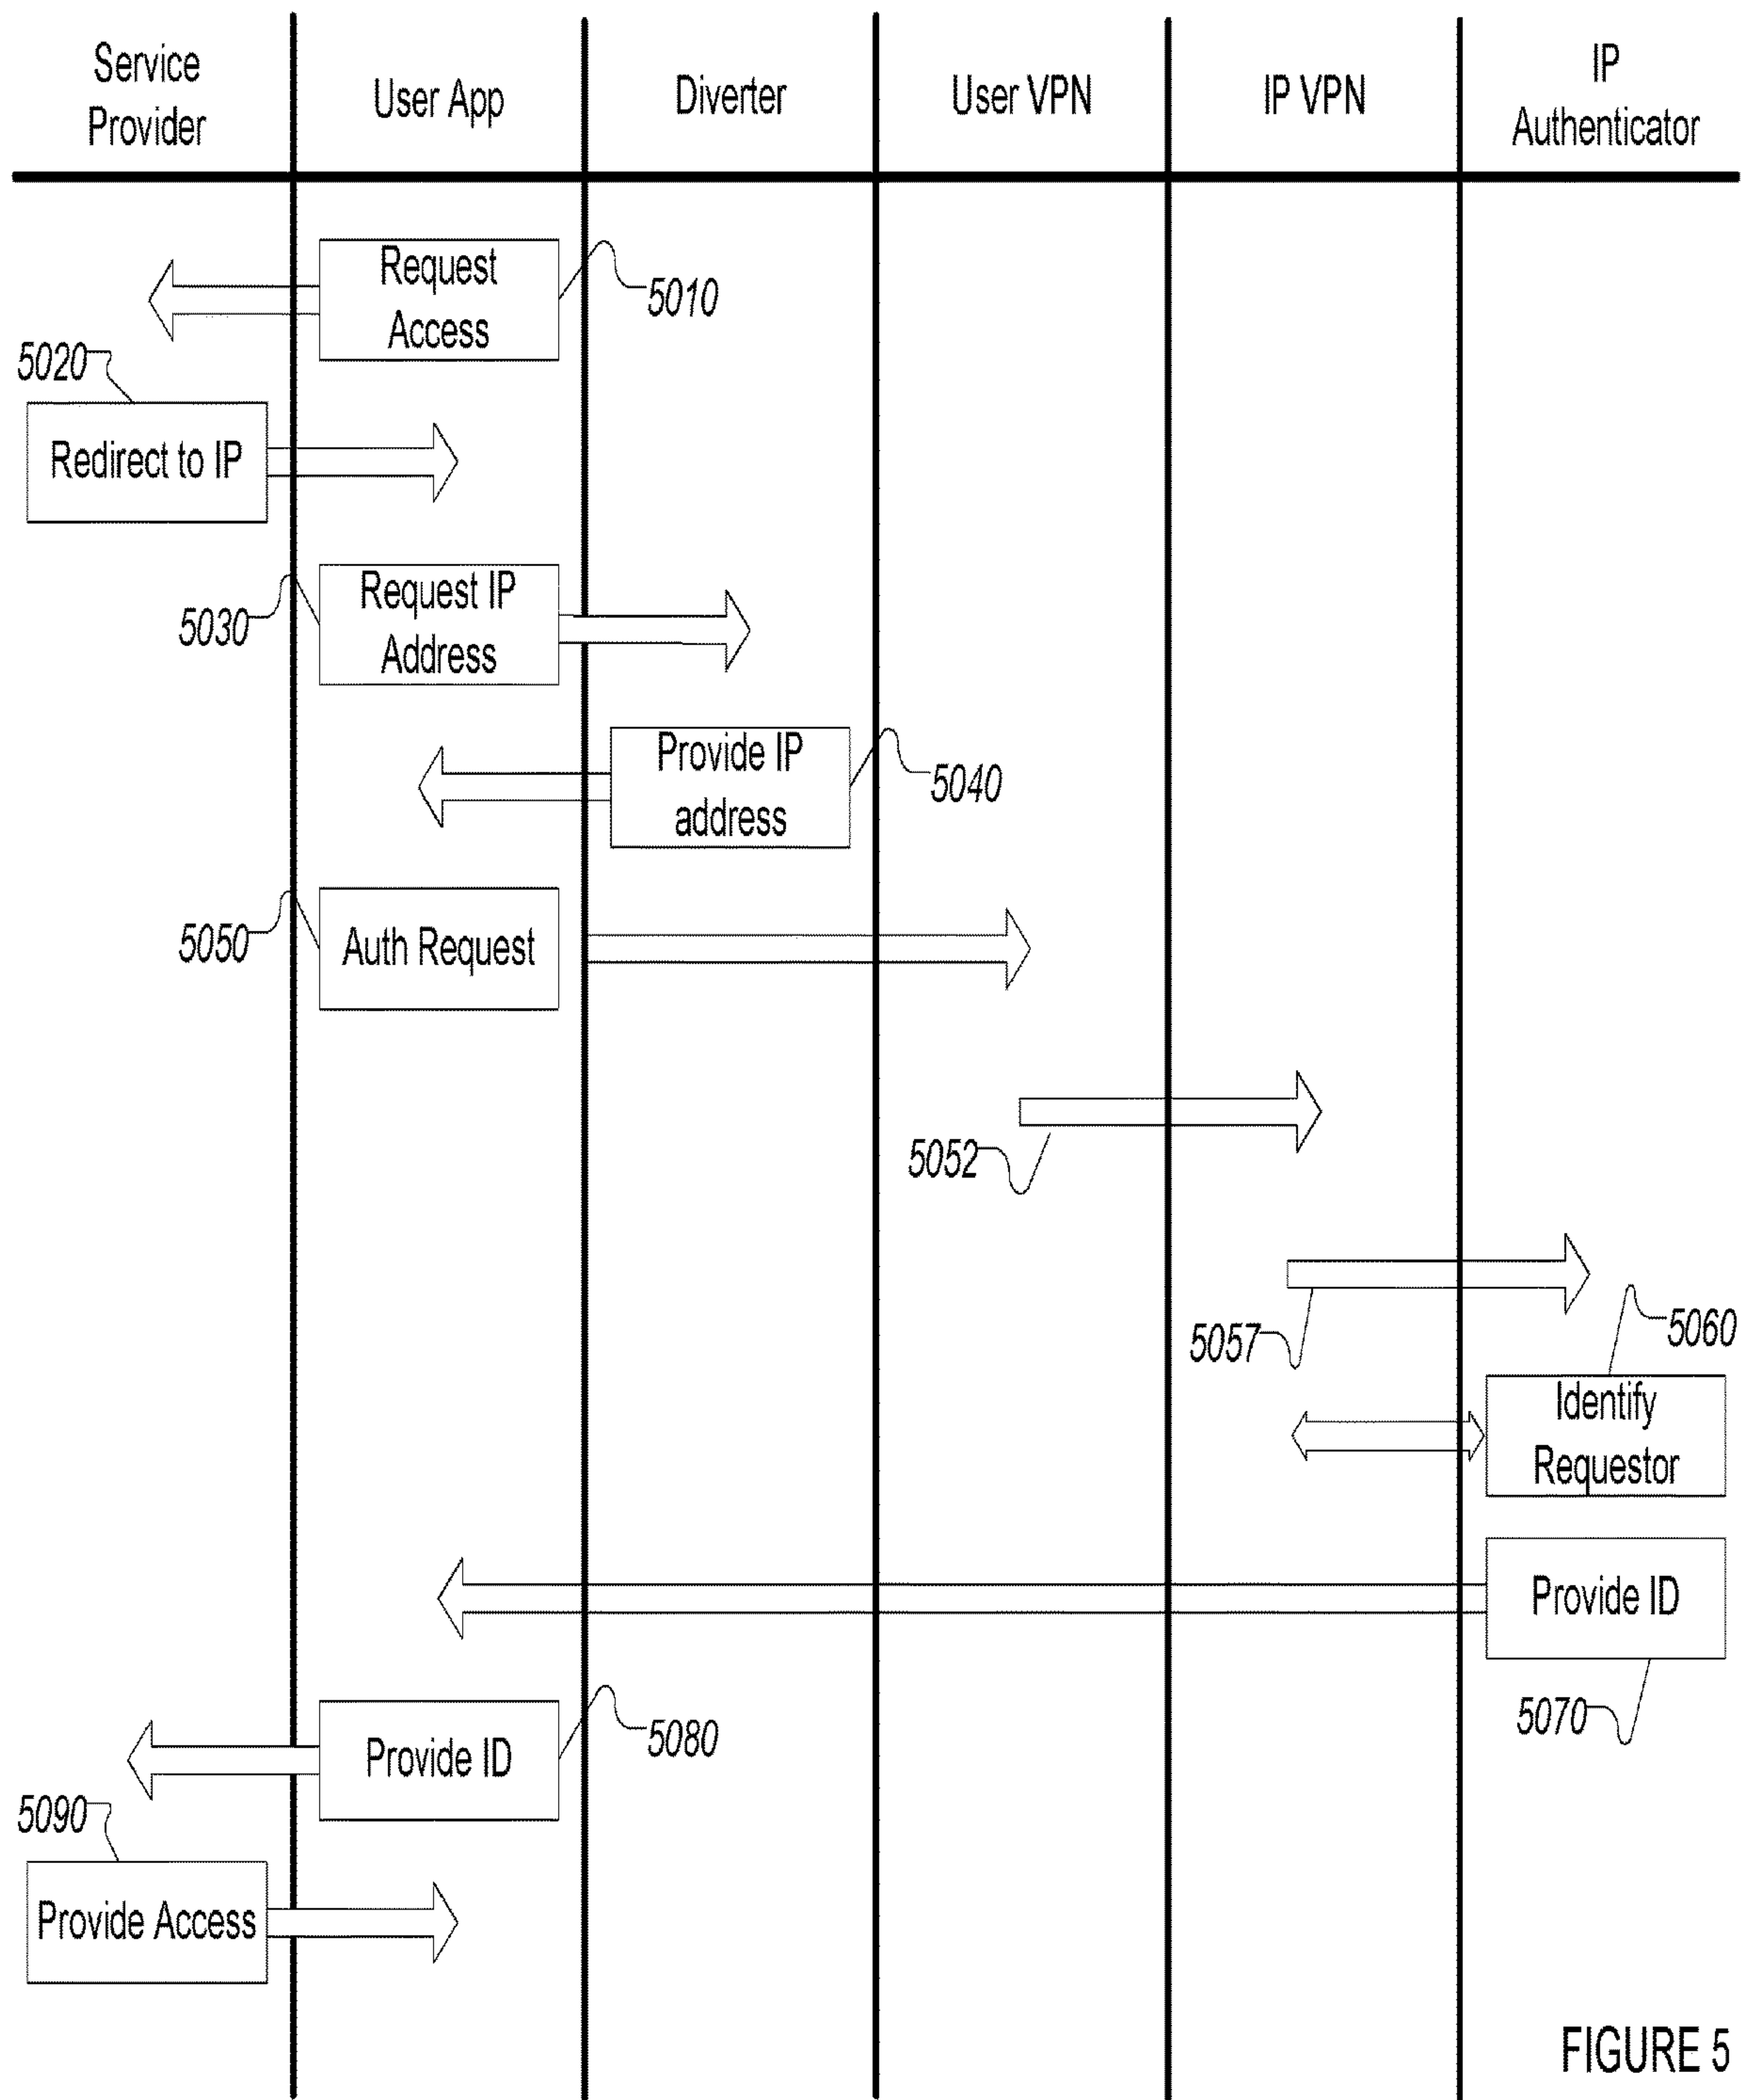 Service
Provider
User App
Diverter
User VPN
IP VPN
IP
Authenticator
Request
Access
5010
5020
Redirect to IP
Request IP
Address
5030
Provide IP
address
5040
5050
Auth Request
5052
5057
5060
Identify
Requestor
Provide ID
5070
Provide ID
5080
5090
Provide Access
FIGURE 5